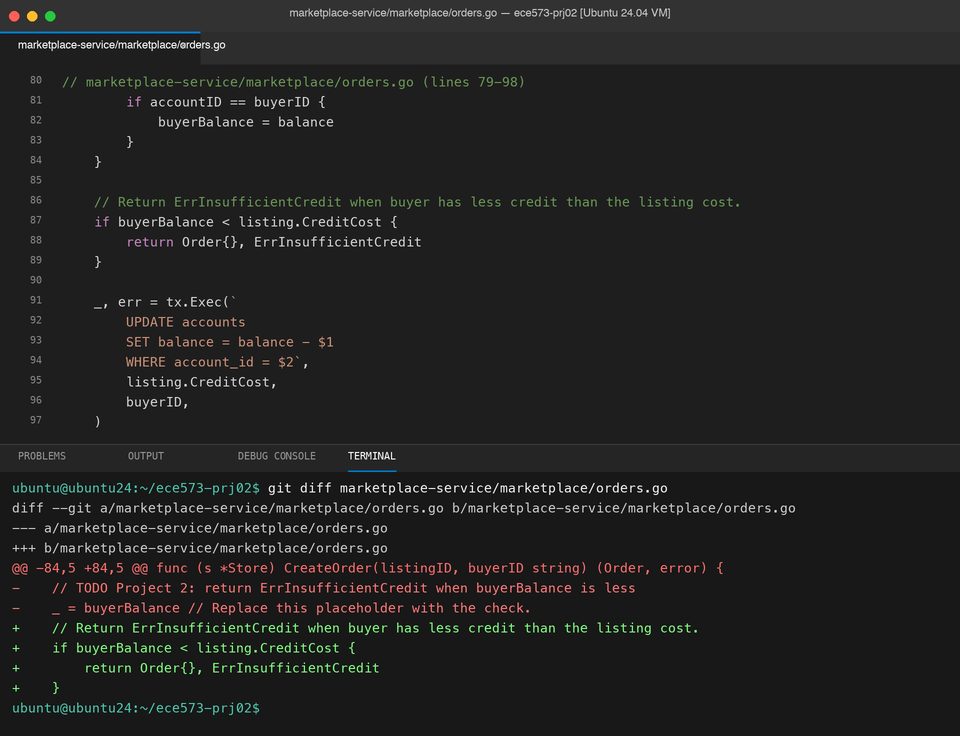 marketplace-service/marketplace/orders.go — ece573-prj02 [Ubuntu 24.04 VM]
marketplace-service/marketplace/orders.go
80 // marketplace-service/marketplace/orders.go (lines 79–98)
81         if accountID == buyerID {
82             buyerBalance = balance
83         }
84     }
85
86     // Return ErrInsufficientCredit when buyer has less credit than the listing cost.
87     if buyerBalance < listing.CreditCost {
88         return Order{}, ErrInsufficientCredit
89     }
90
91     _, err = tx.Exec(`
92         UPDATE accounts
93         SET balance = balance - $1
94         WHERE account_id = $2`,
95         listing.CreditCost,
96         buyerID,
97     )
PROBLEMS OUTPUT DEBUG CONSOLE TERMINAL
ubuntu@ubuntu24:~/ece573-prj02$ git diff marketplace-service/marketplace/orders.go
diff --git a/marketplace-service/marketplace/orders.go b/marketplace-service/marketplace/orders.go
--- a/marketplace-service/marketplace/orders.go
+++ b/marketplace-service/marketplace/orders.go
@@ -84,5 +84,5 @@ func (s *Store) CreateOrder(listingID, buyerID string) (Order, error) {
-    // TODO Project 2: return ErrInsufficientCredit when buyerBalance is less
-    _ = buyerBalance // Replace this placeholder with the check.
+    // Return ErrInsufficientCredit when buyer has less credit than the listing cost.
+    if buyerBalance < listing.CreditCost {
+        return Order{}, ErrInsufficientCredit
+    }
ubuntu@ubuntu24:~/ece573-prj02$